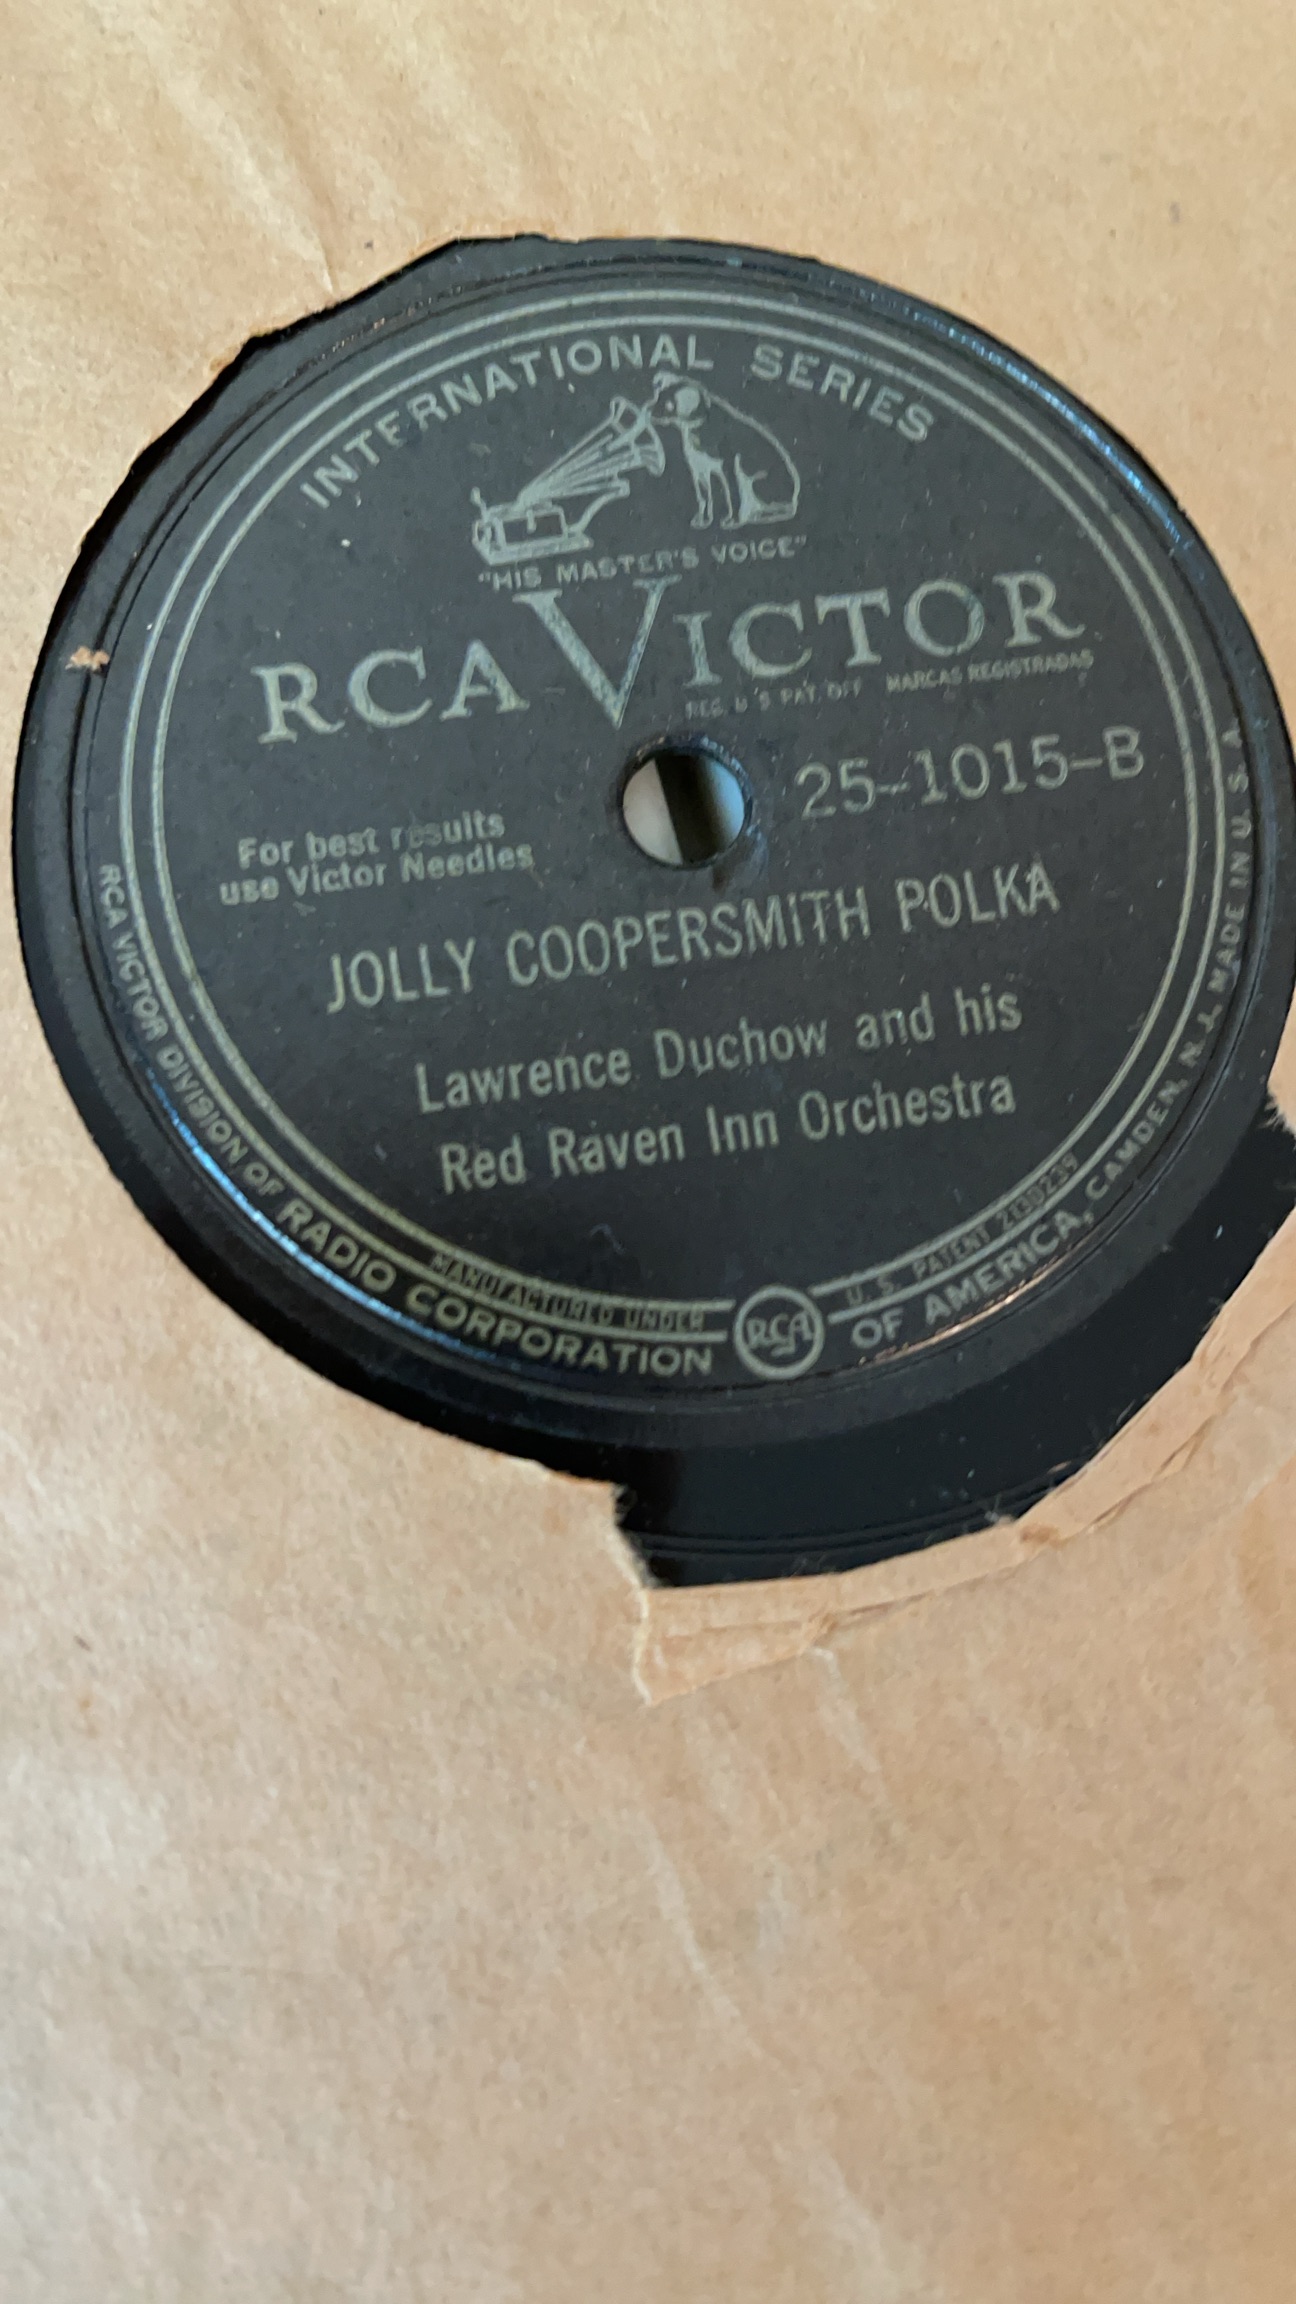 INTERNATIONAL SERIES
"HIS MASTER'S VOICE"
RCA VICTOR
REG. U S PAT. OFF MARCAS REGISTRADAS
25-1015-B
For best results
use Victor Needles
JOLLY COOPERSMITH POLKA
Lawrence Duchow and his
Red Raven Inn Orchestra
MANUFACTURED UNDER RCA U.S. PATENT 2130239
RCA VICTOR DIVISION OF RADIO CORPORATION OF AMERICA, CAMDEN, N.J., MADE IN U.S.A.